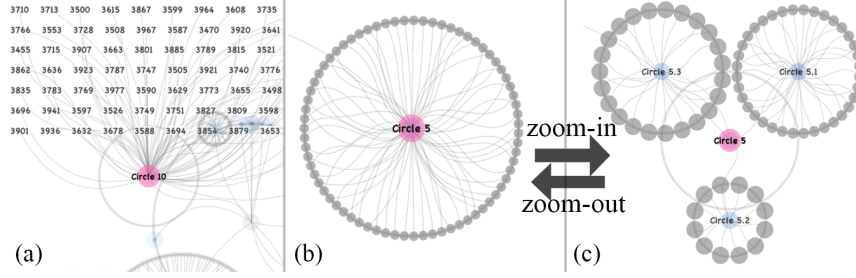 3710 3713 3500 3615 3867 3599 3964 3608 3735
3766 3553 3728 3508 3967 3587 3470 3920 3641
3455 3715 3907 3663 3801 3885 3789 3815 3521
3862 3636 3923 3787 3747 3505 3921 3740 3776
3835 3783 3769 3977 3590 3629 3773 3655 3498
3696 3941 3597 3526 3749 3751 3827 3809 3598
3901 3936 3632 3678 3588 3694 3854 3879 3653
Circle 10
(a)
Circle 5
(b)
zoom-in
zoom-out
Circle 5.3
Circle 5.1
Circle 5
Circle 5.2
(c)